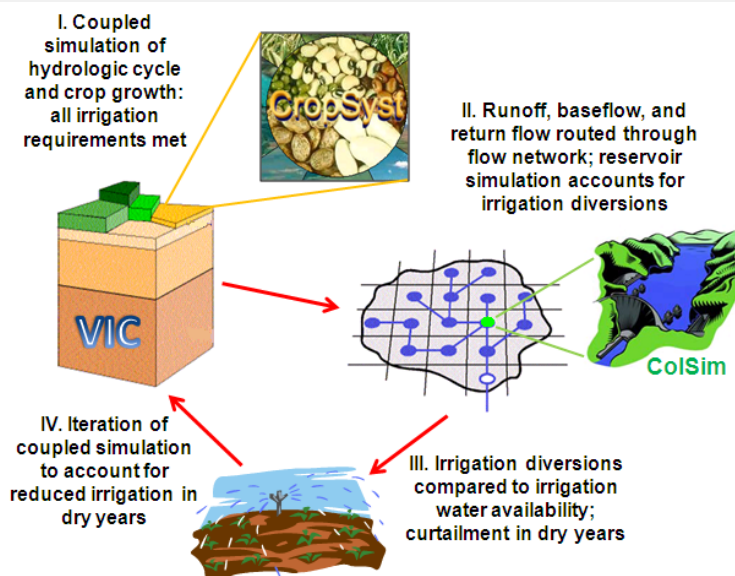 I. Coupled
simulation of
hydrologic cycle
and crop growth:
all irrigation
requirements met
CropSyst
II. Runoff, baseflow, and
return flow routed through
flow network; reservoir
simulation accounts for
irrigation diversions
VIC
ColSim
III. Irrigation diversions
compared to irrigation
water availability;
curtailment in dry years
IV. Iteration of
coupled simulation
to account for
reduced irrigation in
dry years